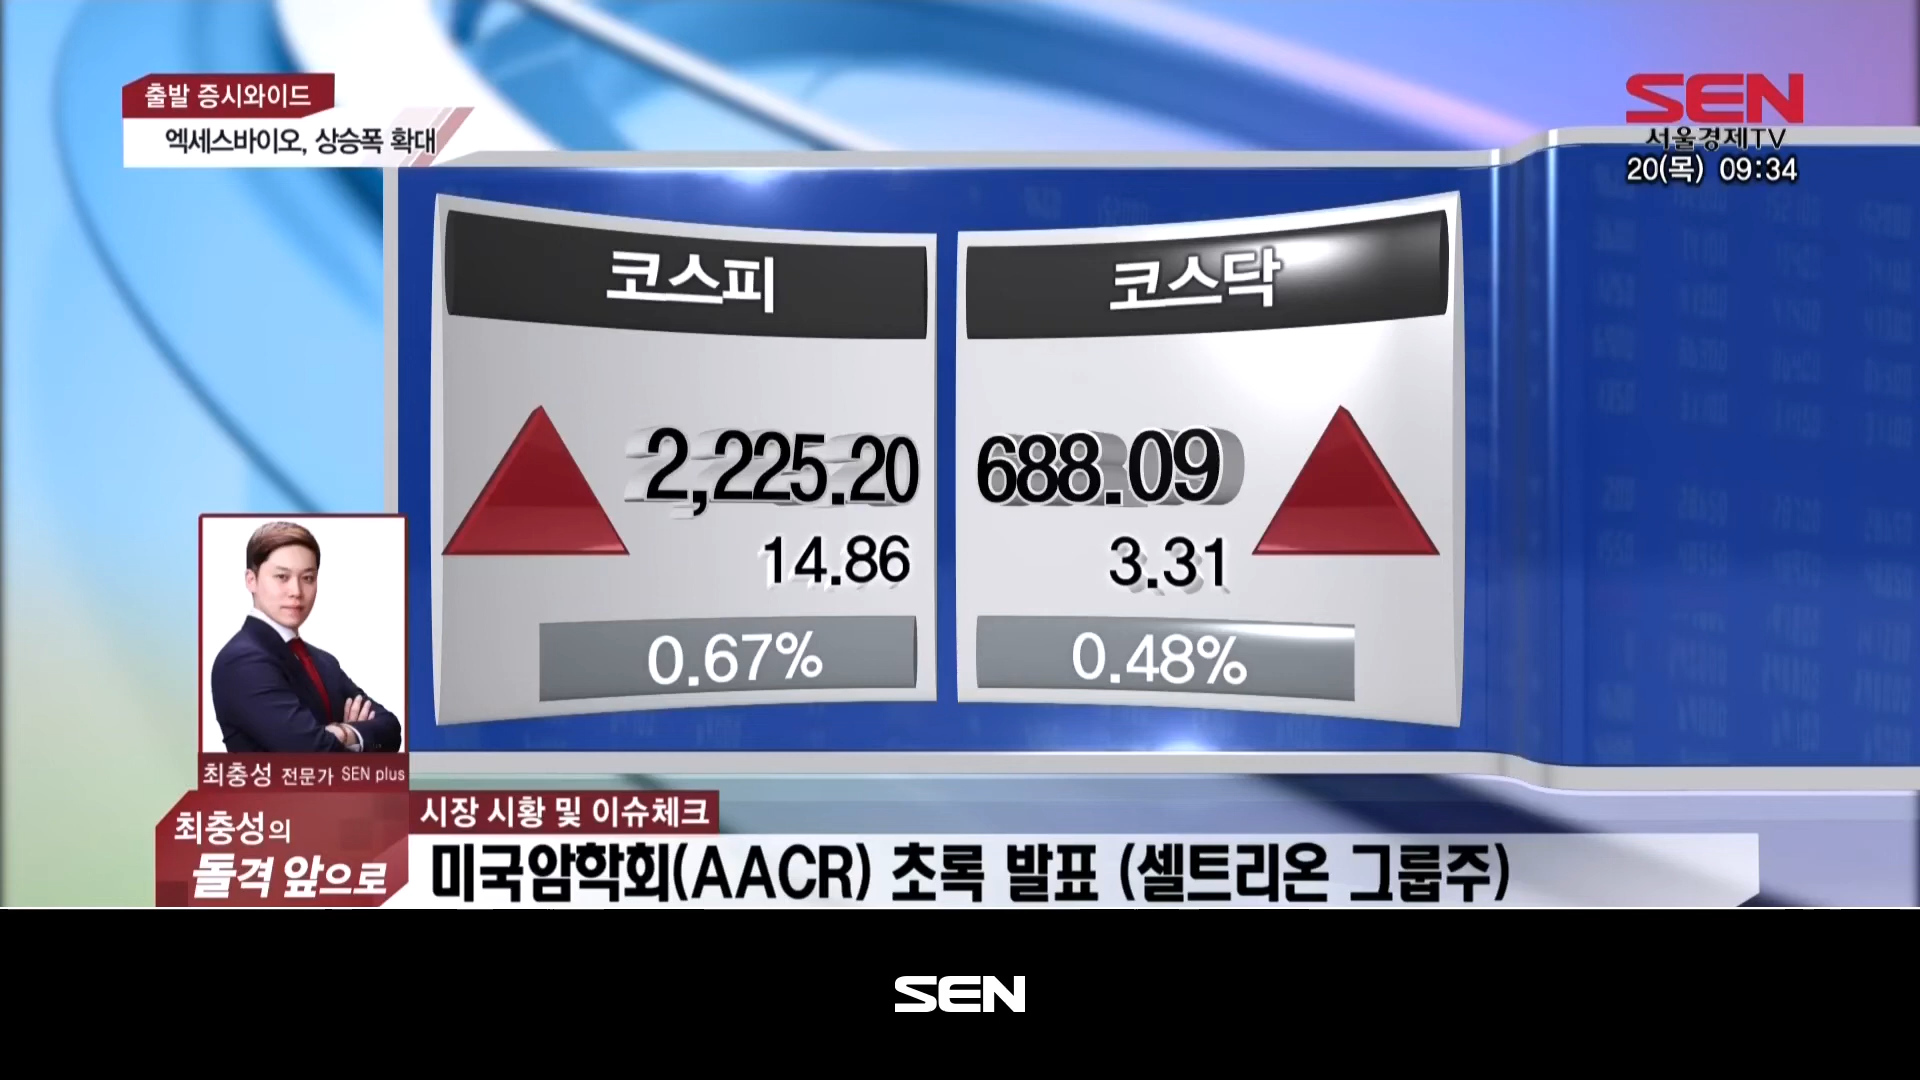 출발 증시와이드
엑세스바이오, 상승폭 확대
SEN
서울경제TV
20(목) 09:34
코스피
2,225.20
14.86
0.67%
코스닥
688.09
3.31
0.48%
최충성 전문가 SEN plus
최충성의
돌격 앞으로
시장 시황 및 이슈체크
미국암학회(AACR) 초록 발표 (셀트리온 그룹주)
SEN